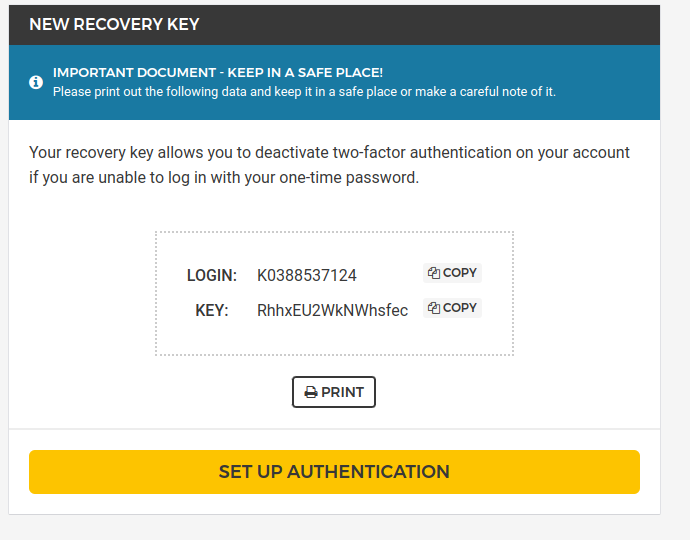 NEW RECOVERY KEY
IMPORTANT DOCUMENT - KEEP IN A SAFE PLACE!
Please print out the following data and keep it in a safe place or make a careful note of it.
Your recovery key allows you to deactivate two-factor authentication on your account
if you are unable to log in with your one-time password.
LOGIN: K0388537124 COPY
KEY: RhhxEU2WkNWhsfec COPY
PRINT
SET UP AUTHENTICATION